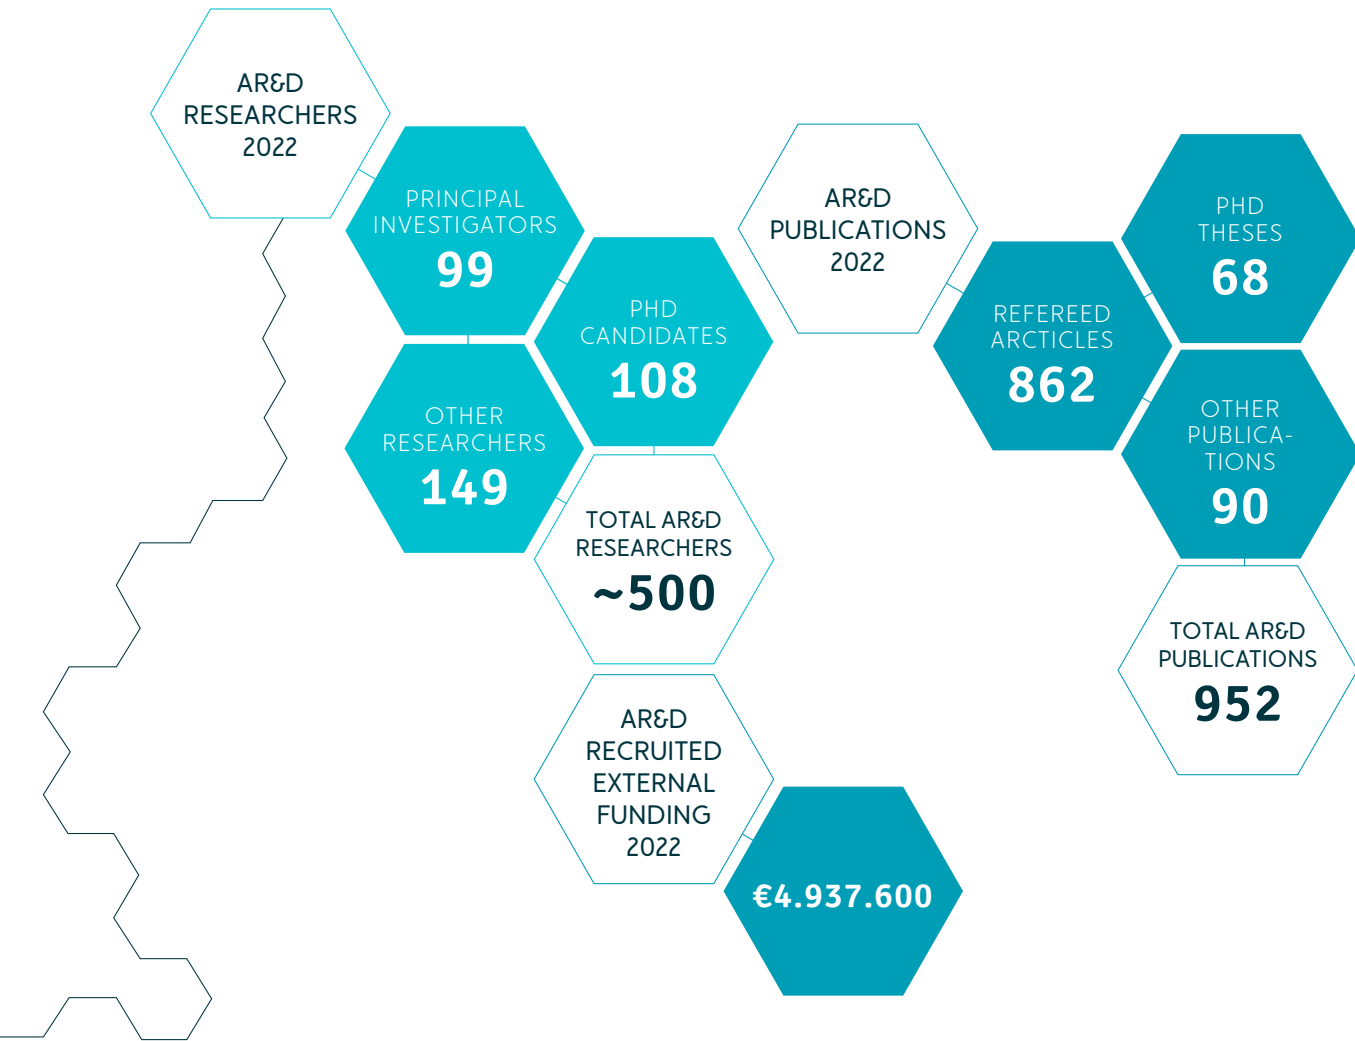 AR&D
RESEARCHERS
2022
PRINCIPAL
INVESTIGATORS
99
PHD
CANDIDATES
108
OTHER
RESEARCHERS
149
TOTAL AR&D
RESEARCHERS
~500
AR&D
PUBLICATIONS
2022
REFEREED
ARCTICLES
862
PHD
THESES
68
OTHER
PUBLICA-
TIONS
90
TOTAL AR&D
PUBLICATIONS
952
AR&D
RECRUITED
EXTERNAL
FUNDING
2022
€4.937.600